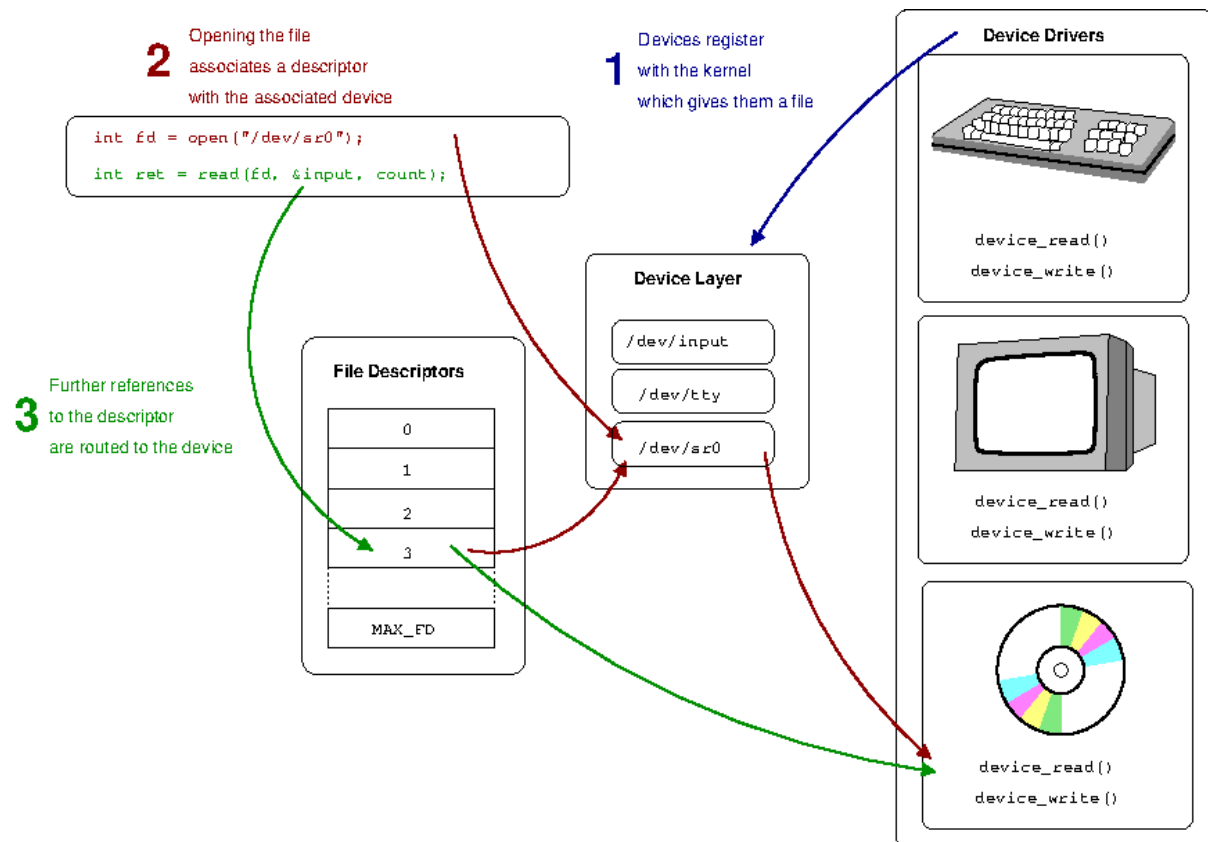 2
Opening the file
associates a descriptor
with the associated device
int fd = open("/dev/sr0");
int ret = read(fd, &input, count);
1
Devices register
with the kernel
which gives them a file
Device Drivers
device_read()
device_write()
device_read()
device_write()
device_read()
device_write()
Device Layer
/dev/input
/dev/tty
/dev/sr0
3
Further references
to the descriptor
are routed to the device
File Descriptors
0
1
2
3
MAX_FD